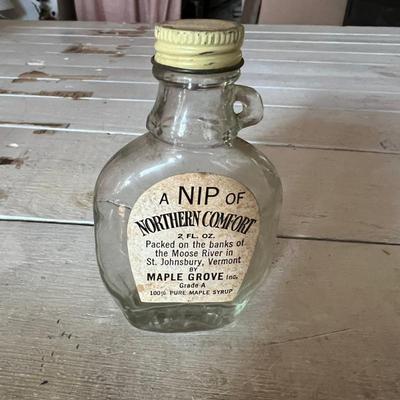 A NIP OF
NORTHERN COMFORT
2 FL. OZ.
Packed on the banks of
the Moose River in
St. Johnsbury, Vermont
BY
MAPLE GROVE Inc.
Grade A
100% PURE MAPLE SYRUP